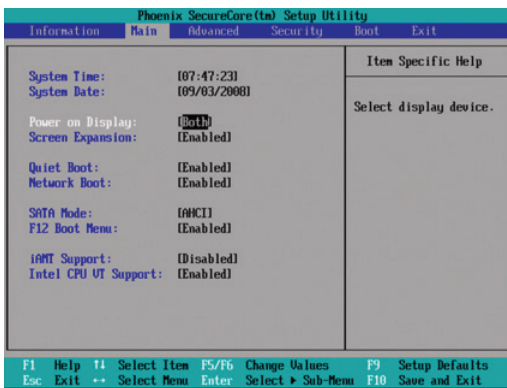 Phoenix SecureCore(tm) Setup Utility
Information Main Advanced Security Boot Exit
Item Specific Help
System Time: [07:47:23]
System Date: [09/03/2008]
Select display device.
Power on Display: [Both]
Screen Expansion: [Enabled]
Quiet Boot: [Enabled]
Network Boot: [Enabled]
SATA Mode: [AHCI]
F12 Boot Menu: [Enabled]
iAMT Support: [Disabled]
Intel CPU VT Support: [Enabled]
F1 Help ↑↓ Select Item F5/F6 Change Values F9 Setup Defaults
Esc Exit ↔ Select Menu Enter Select ▶ Sub-Menu F10 Save and Exit